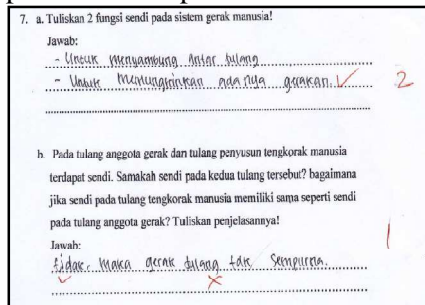 7. a. Tuliskan 2 fungsi sendi pada sistem gerak manusia!
Jawab:
- Untuk menyambung antar tulang
- Untuk memungkinkan adanya gerakan. ✓ 2
b. Pada tulang anggota gerak dan tulang penyusun tengkorak manusia
terdapat sendi. Samakah sendi pada kedua tulang tersebut? bagaimana
jika sendi pada tulang tengkorak manusia memiliki sama seperti sendi
pada tulang anggota gerak? Tuliskan penjelasannya!
1
Jawab:
tidak. maka gerak tulang tdk sempurna.
✓ ×